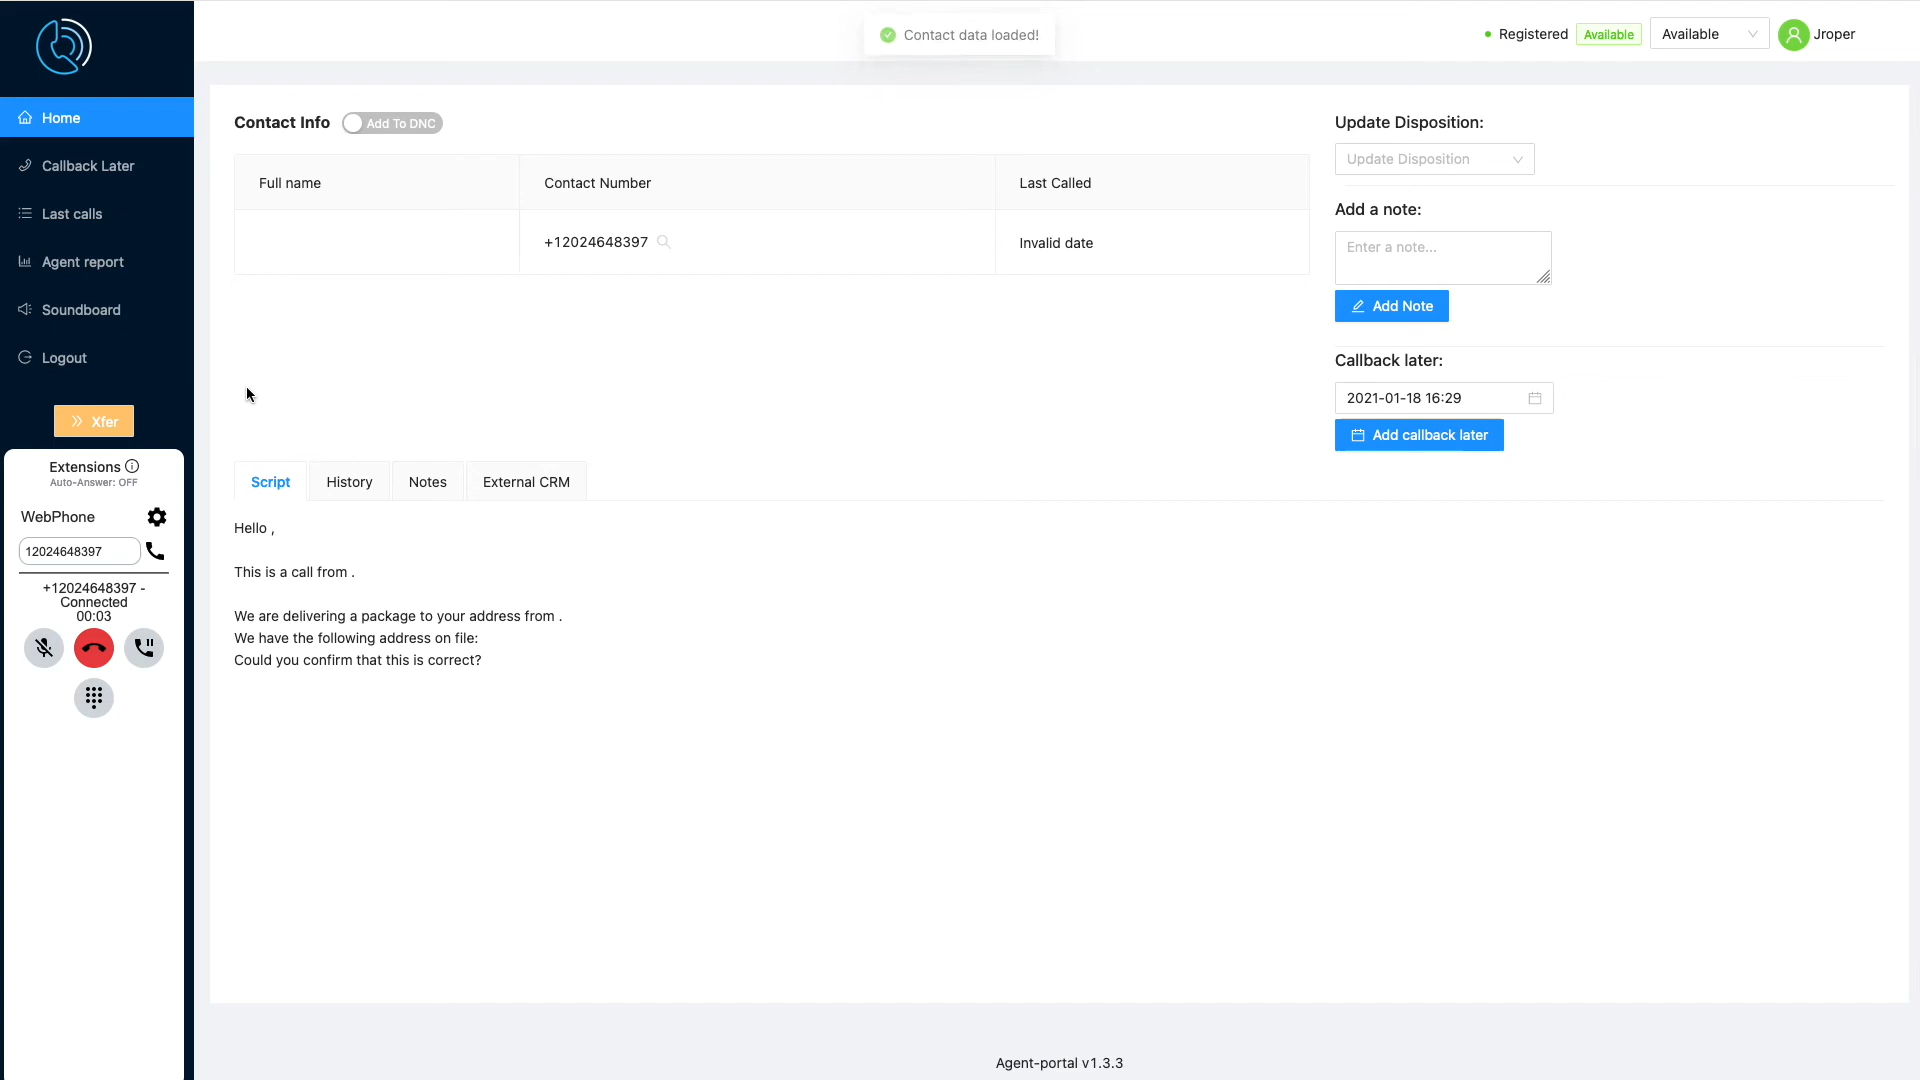 Contact data loaded!
Registered
Available
Available
Jroper
Home
Callback Later
Last calls
Agent report
Soundboard
Logout
Xfer
Extensions
Auto-Answer: OFF
WebPhone
12024648397
+12024648397 -
Connected
00:03
Contact Info
Add To DNC
Full name
Contact Number
Last Called
+12024648397
Invalid date
Update Disposition:
Update Disposition
Add a note:
Enter a note...
Add Note
Callback later:
2021-01-18 16:29
Add callback later
Script
History
Notes
External CRM
Hello ,
This is a call from .
We are delivering a package to your address from .
We have the following address on file:
Could you confirm that this is correct?
Agent-portal v1.3.3